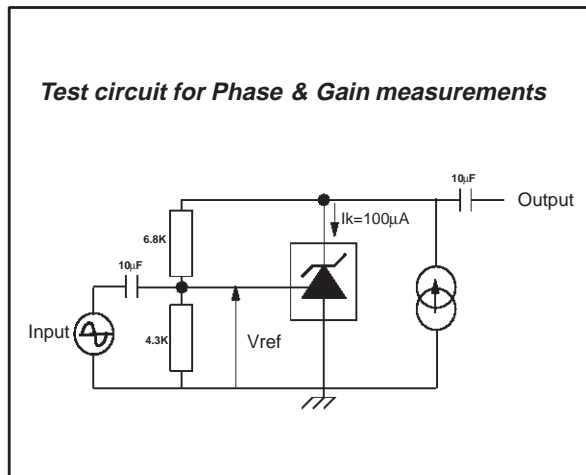 Test circuit for Phase & Gain measurements
10µF
Output
Ik=100µA
6.8K
10µF
Input
4.3K
Vref